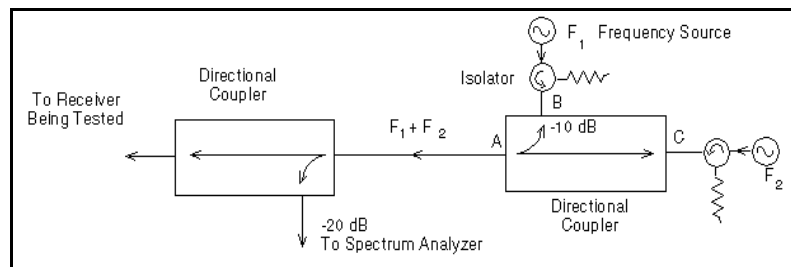 F1 Frequency Source
Isolator
B
Directional
Coupler
To Receiver
Being Tested
F1 + F2
A
-10 dB
C
F2
-20 dB
To Spectrum Analyzer
Directional
Coupler